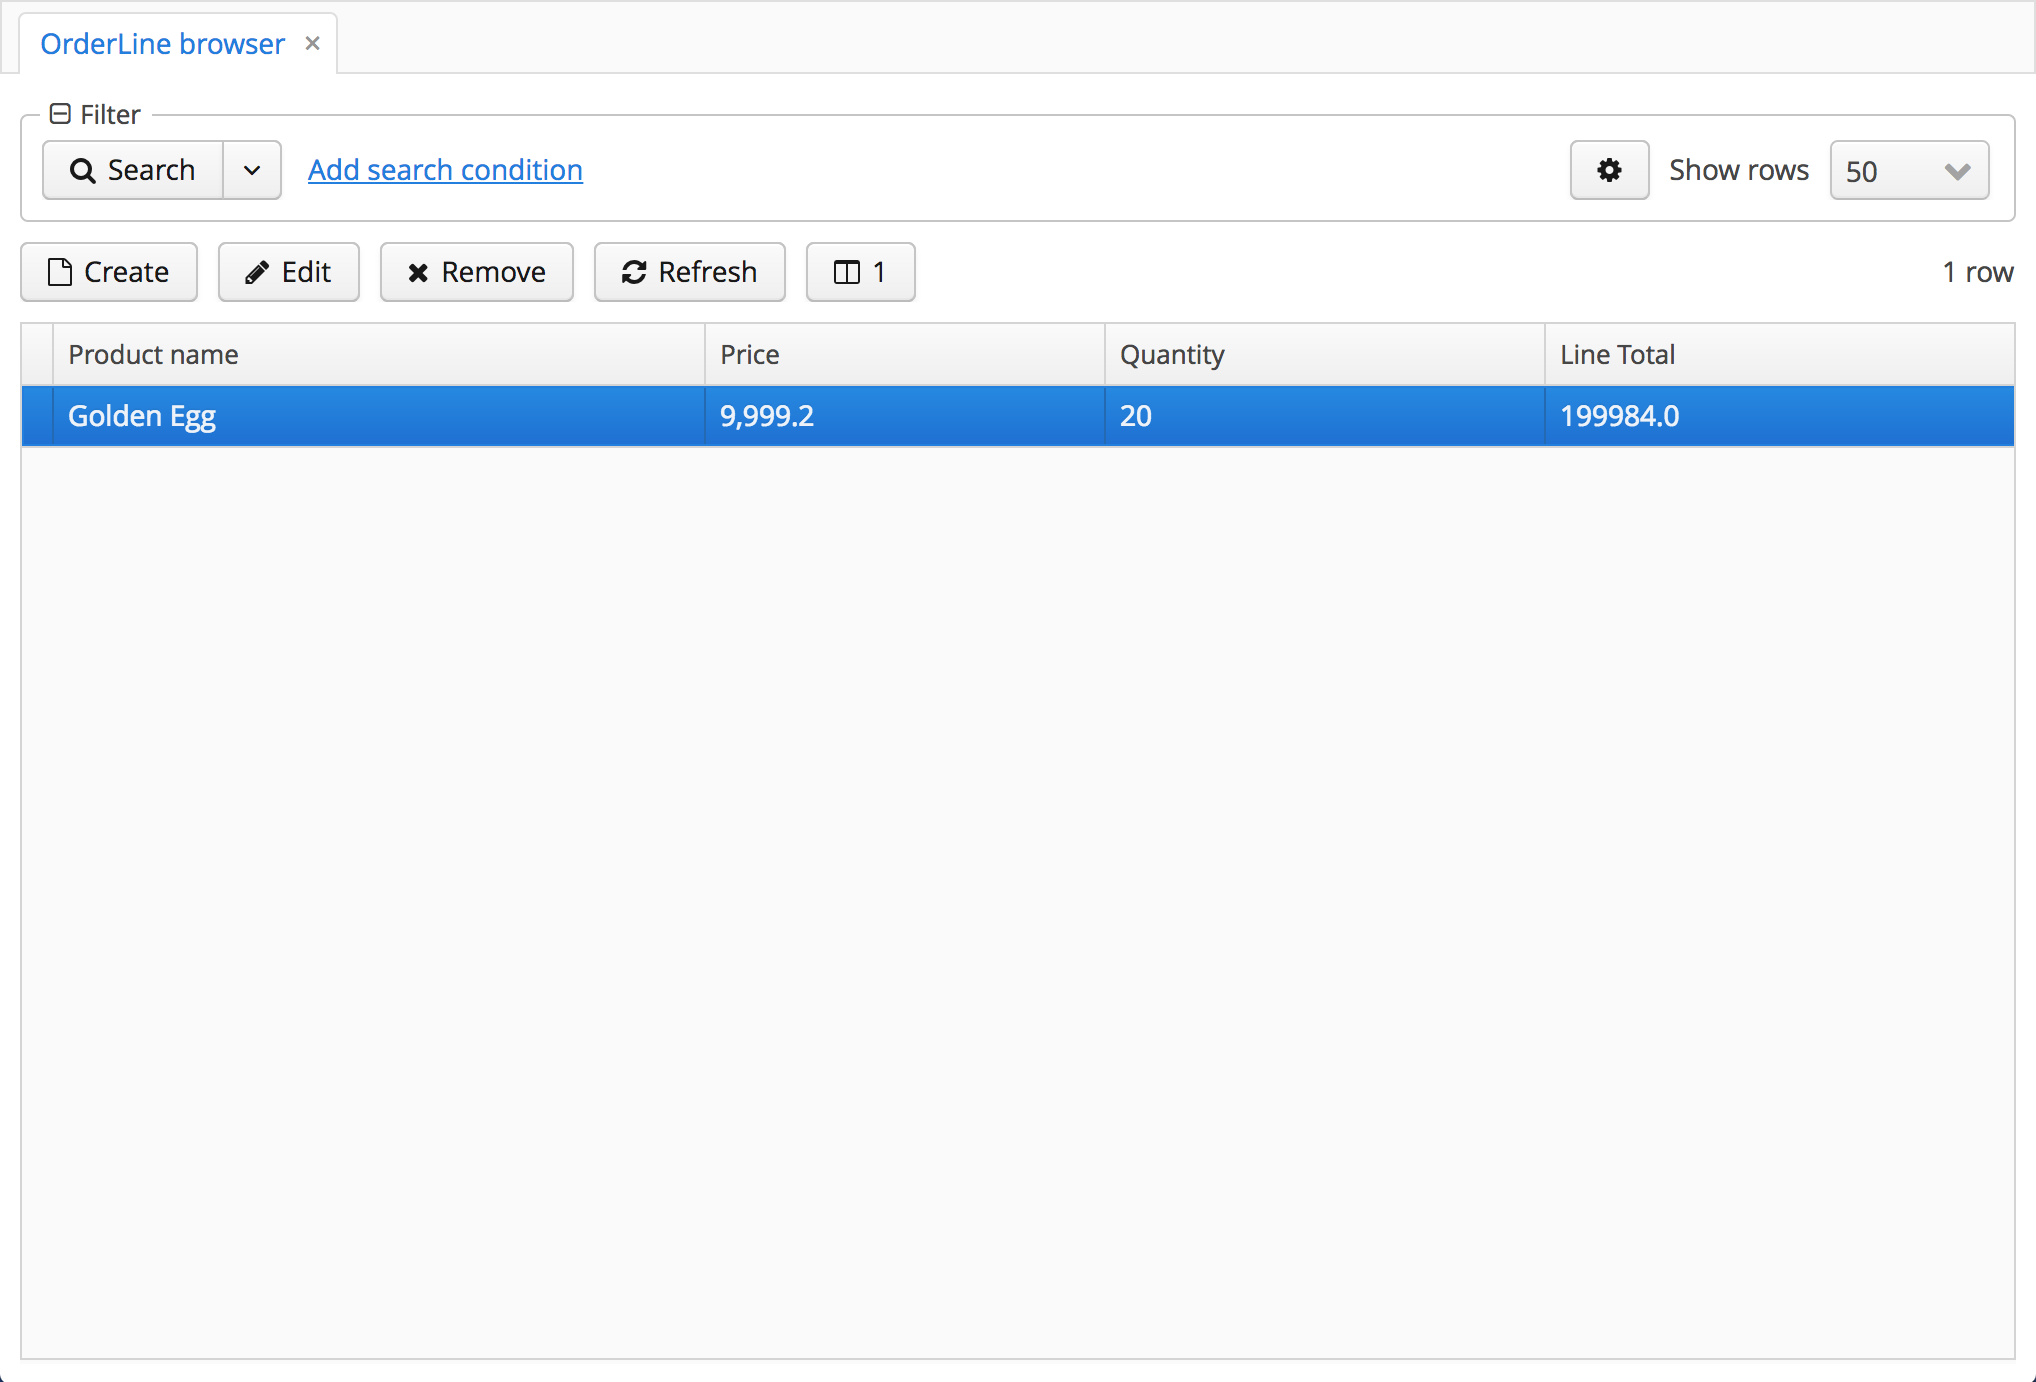 OrderLine browser
Filter
Search Add search condition Show rows 50
Create Edit Remove Refresh 1 1 row
Product name Price Quantity Line Total
Golden Egg 9,999.2 20 199984.0